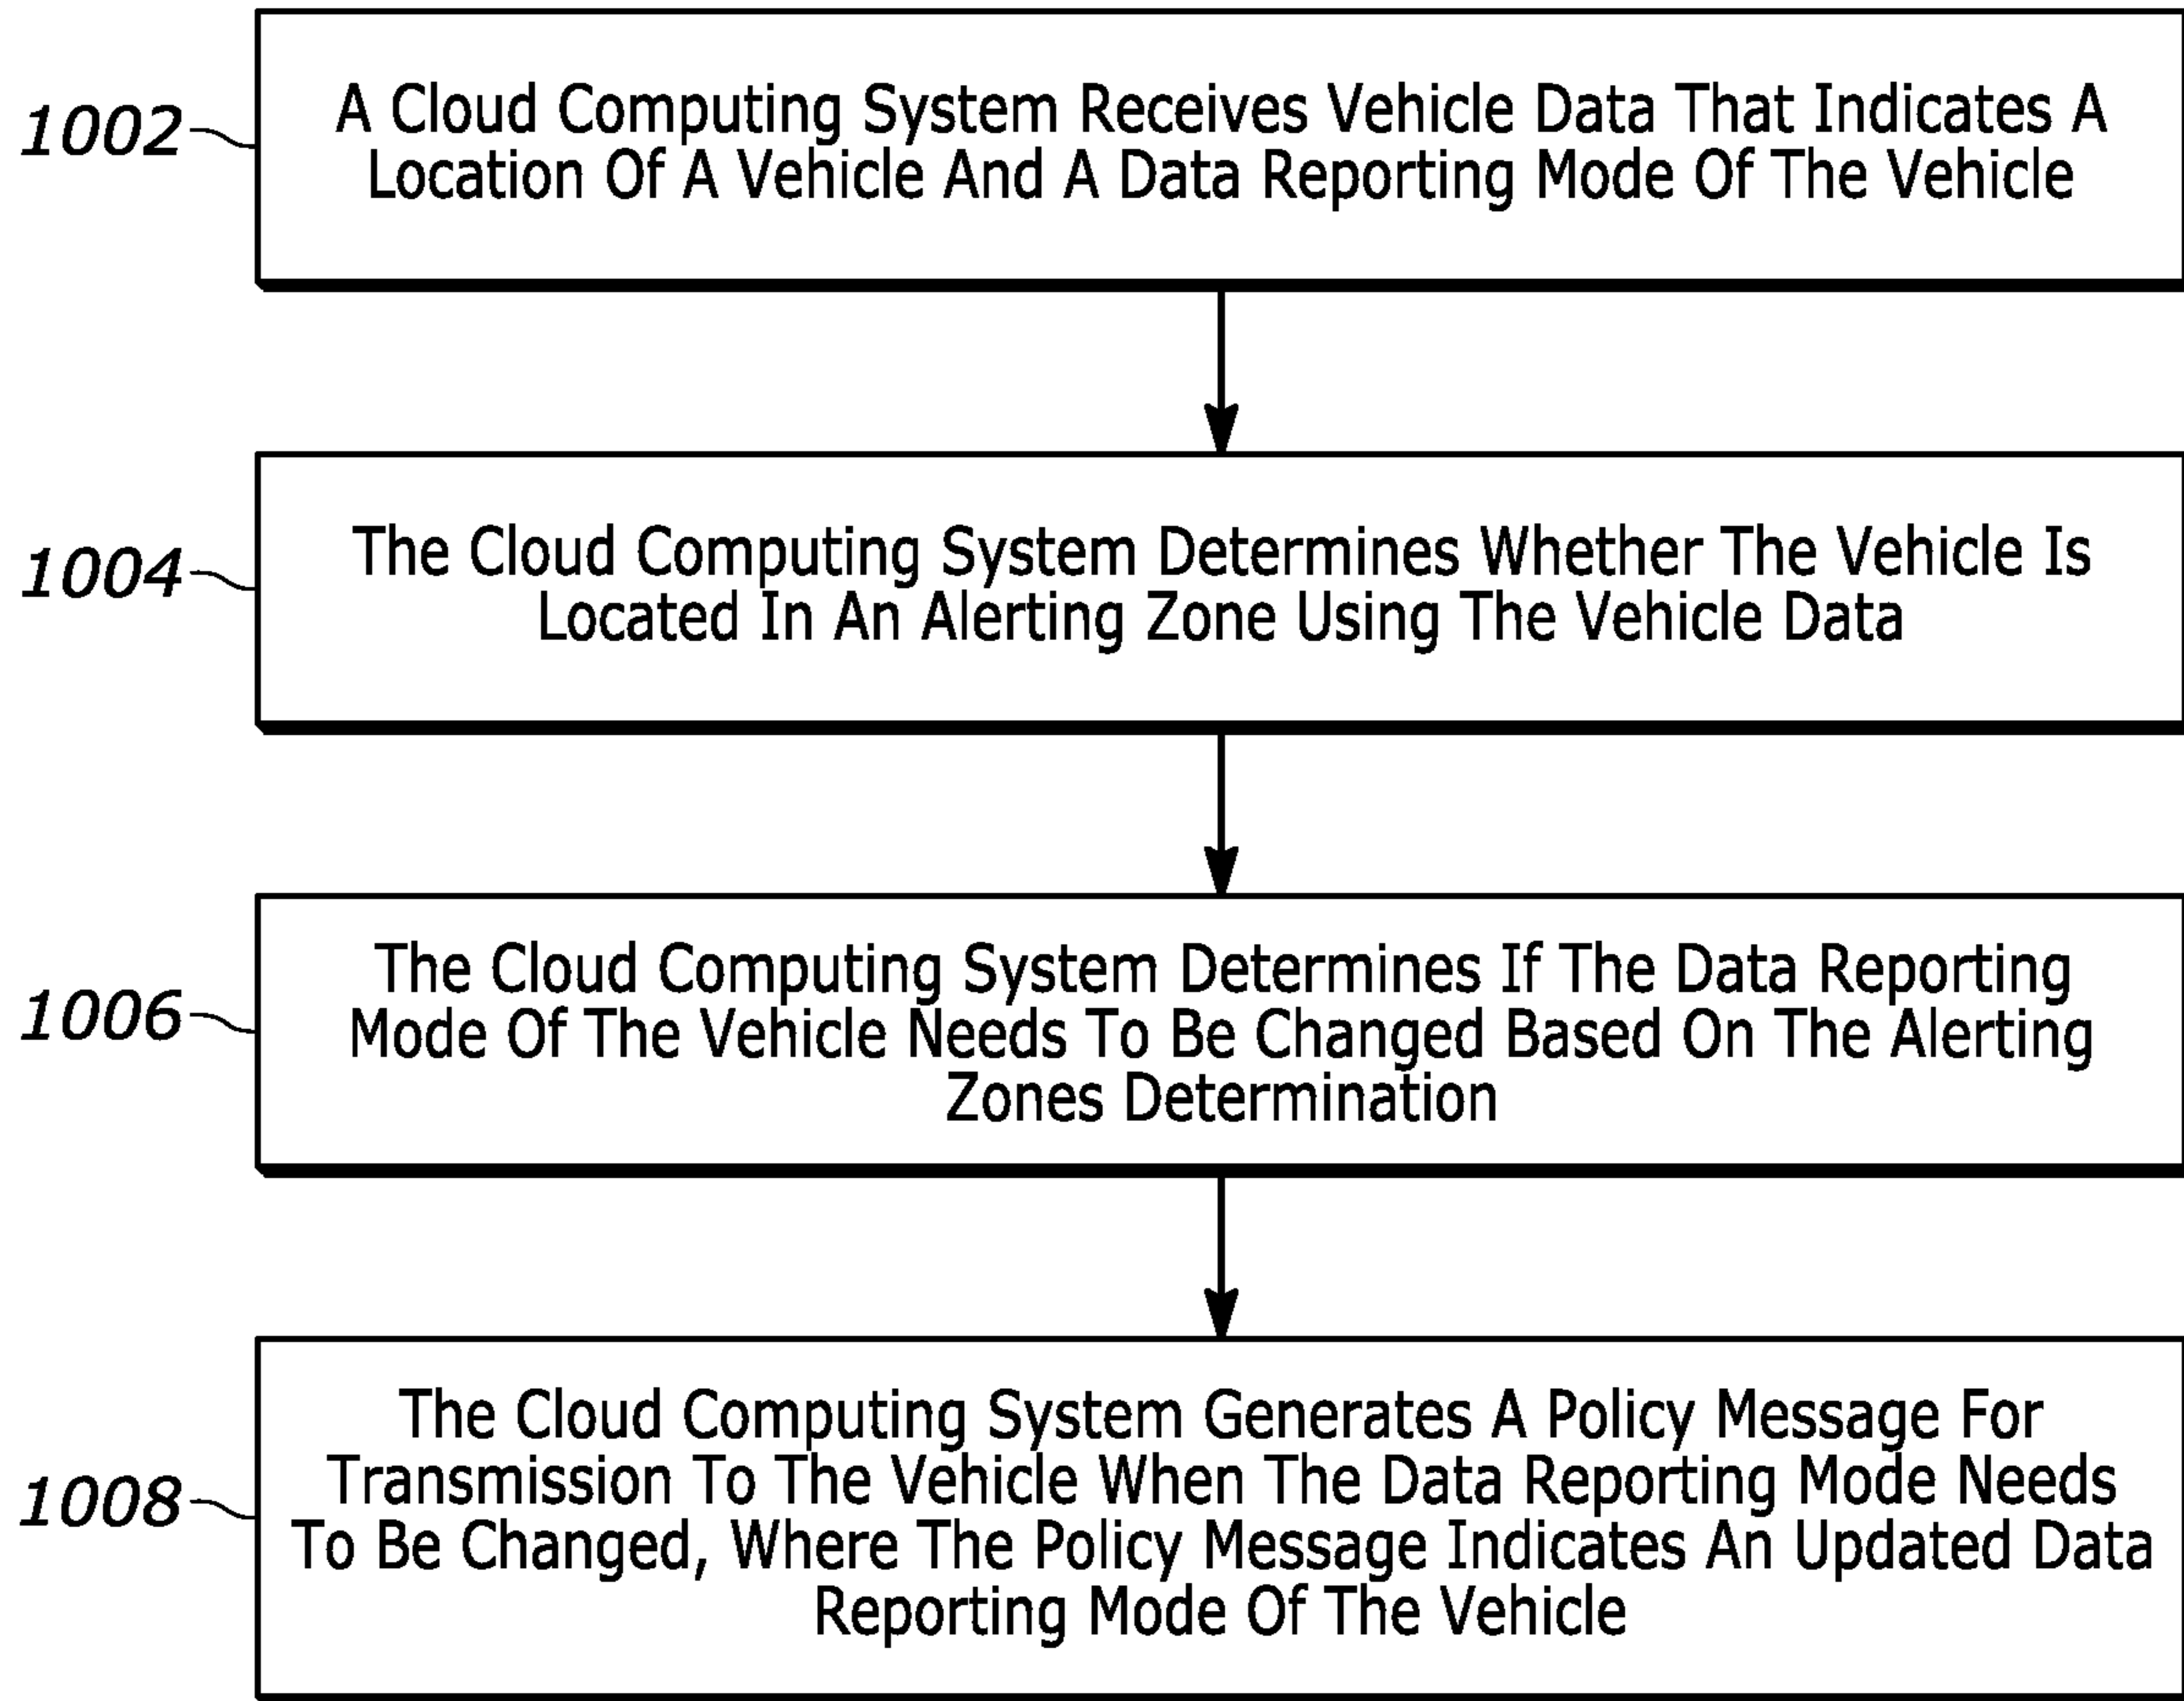 1002
A Cloud Computing System Receives Vehicle Data That Indicates A
Location Of A Vehicle And A Data Reporting Mode Of The Vehicle
1004
The Cloud Computing System Determines Whether The Vehicle Is
Located In An Alerting Zone Using The Vehicle Data
1006
The Cloud Computing System Determines If The Data Reporting
Mode Of The Vehicle Needs To Be Changed Based On The Alerting
Zones Determination
1008
The Cloud Computing System Generates A Policy Message For
Transmission To The Vehicle When The Data Reporting Mode Needs
To Be Changed, Where The Policy Message Indicates An Updated Data
Reporting Mode Of The Vehicle